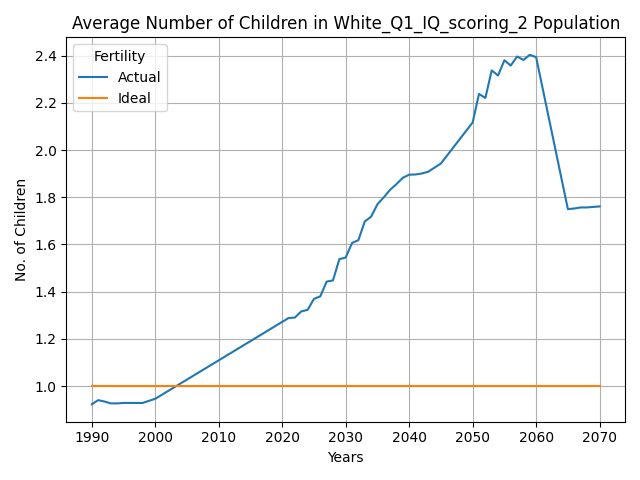 Average Number of Children in White_Q1_IQ_scoring_2 Population
Fertility
Actual
Ideal
No. of Children
2.4
2.2
2.0
1.8
1.6
1.4
1.2
1.0
1990 2000 2010 2020 2030 2040 2050 2060 2070
Years